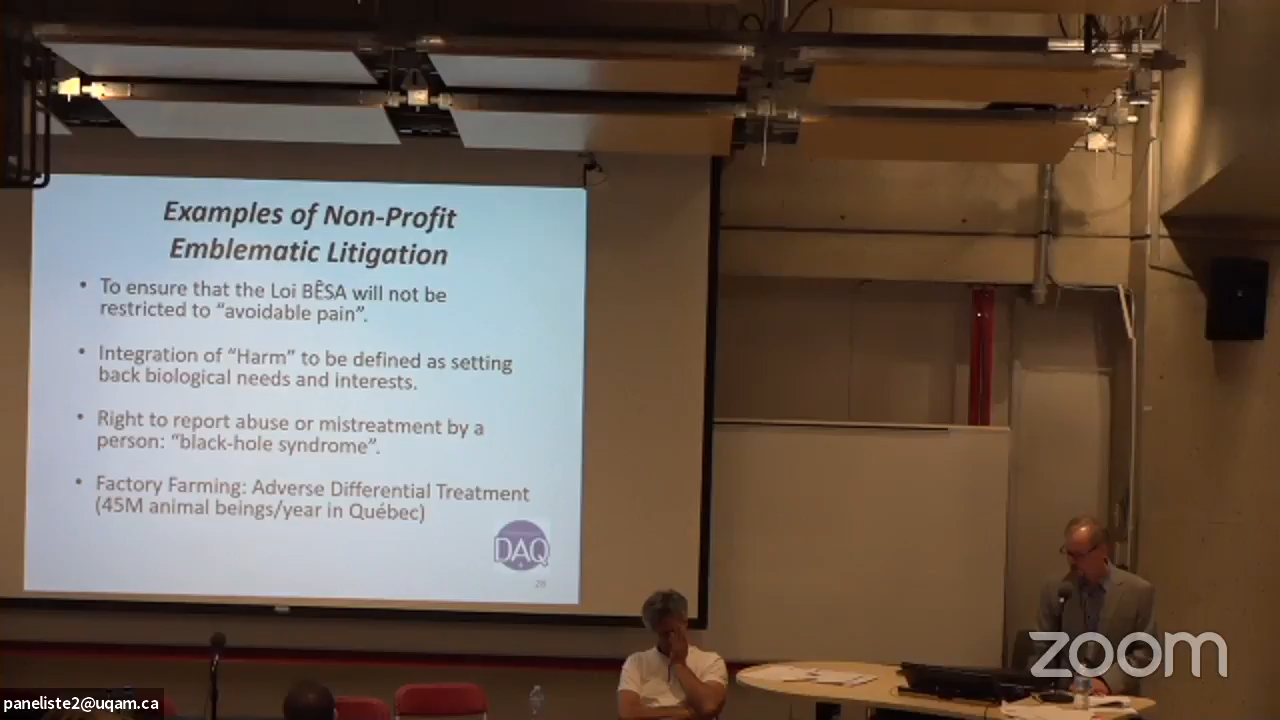 Examples of Non-Profit
Emblematic Litigation
• To ensure that the Loi BÊSA will not be
restricted to “avoidable pain”.
• Integration of “Harm” to be defined as setting
back biological needs and interests.
• Right to report abuse or mistreatment by a
person: “black-hole syndrome”.
• Factory Farming: Adverse Differential Treatment
(45M animal beings/year in Québec)
DAQ
zoom
paneliste2@uqam.ca